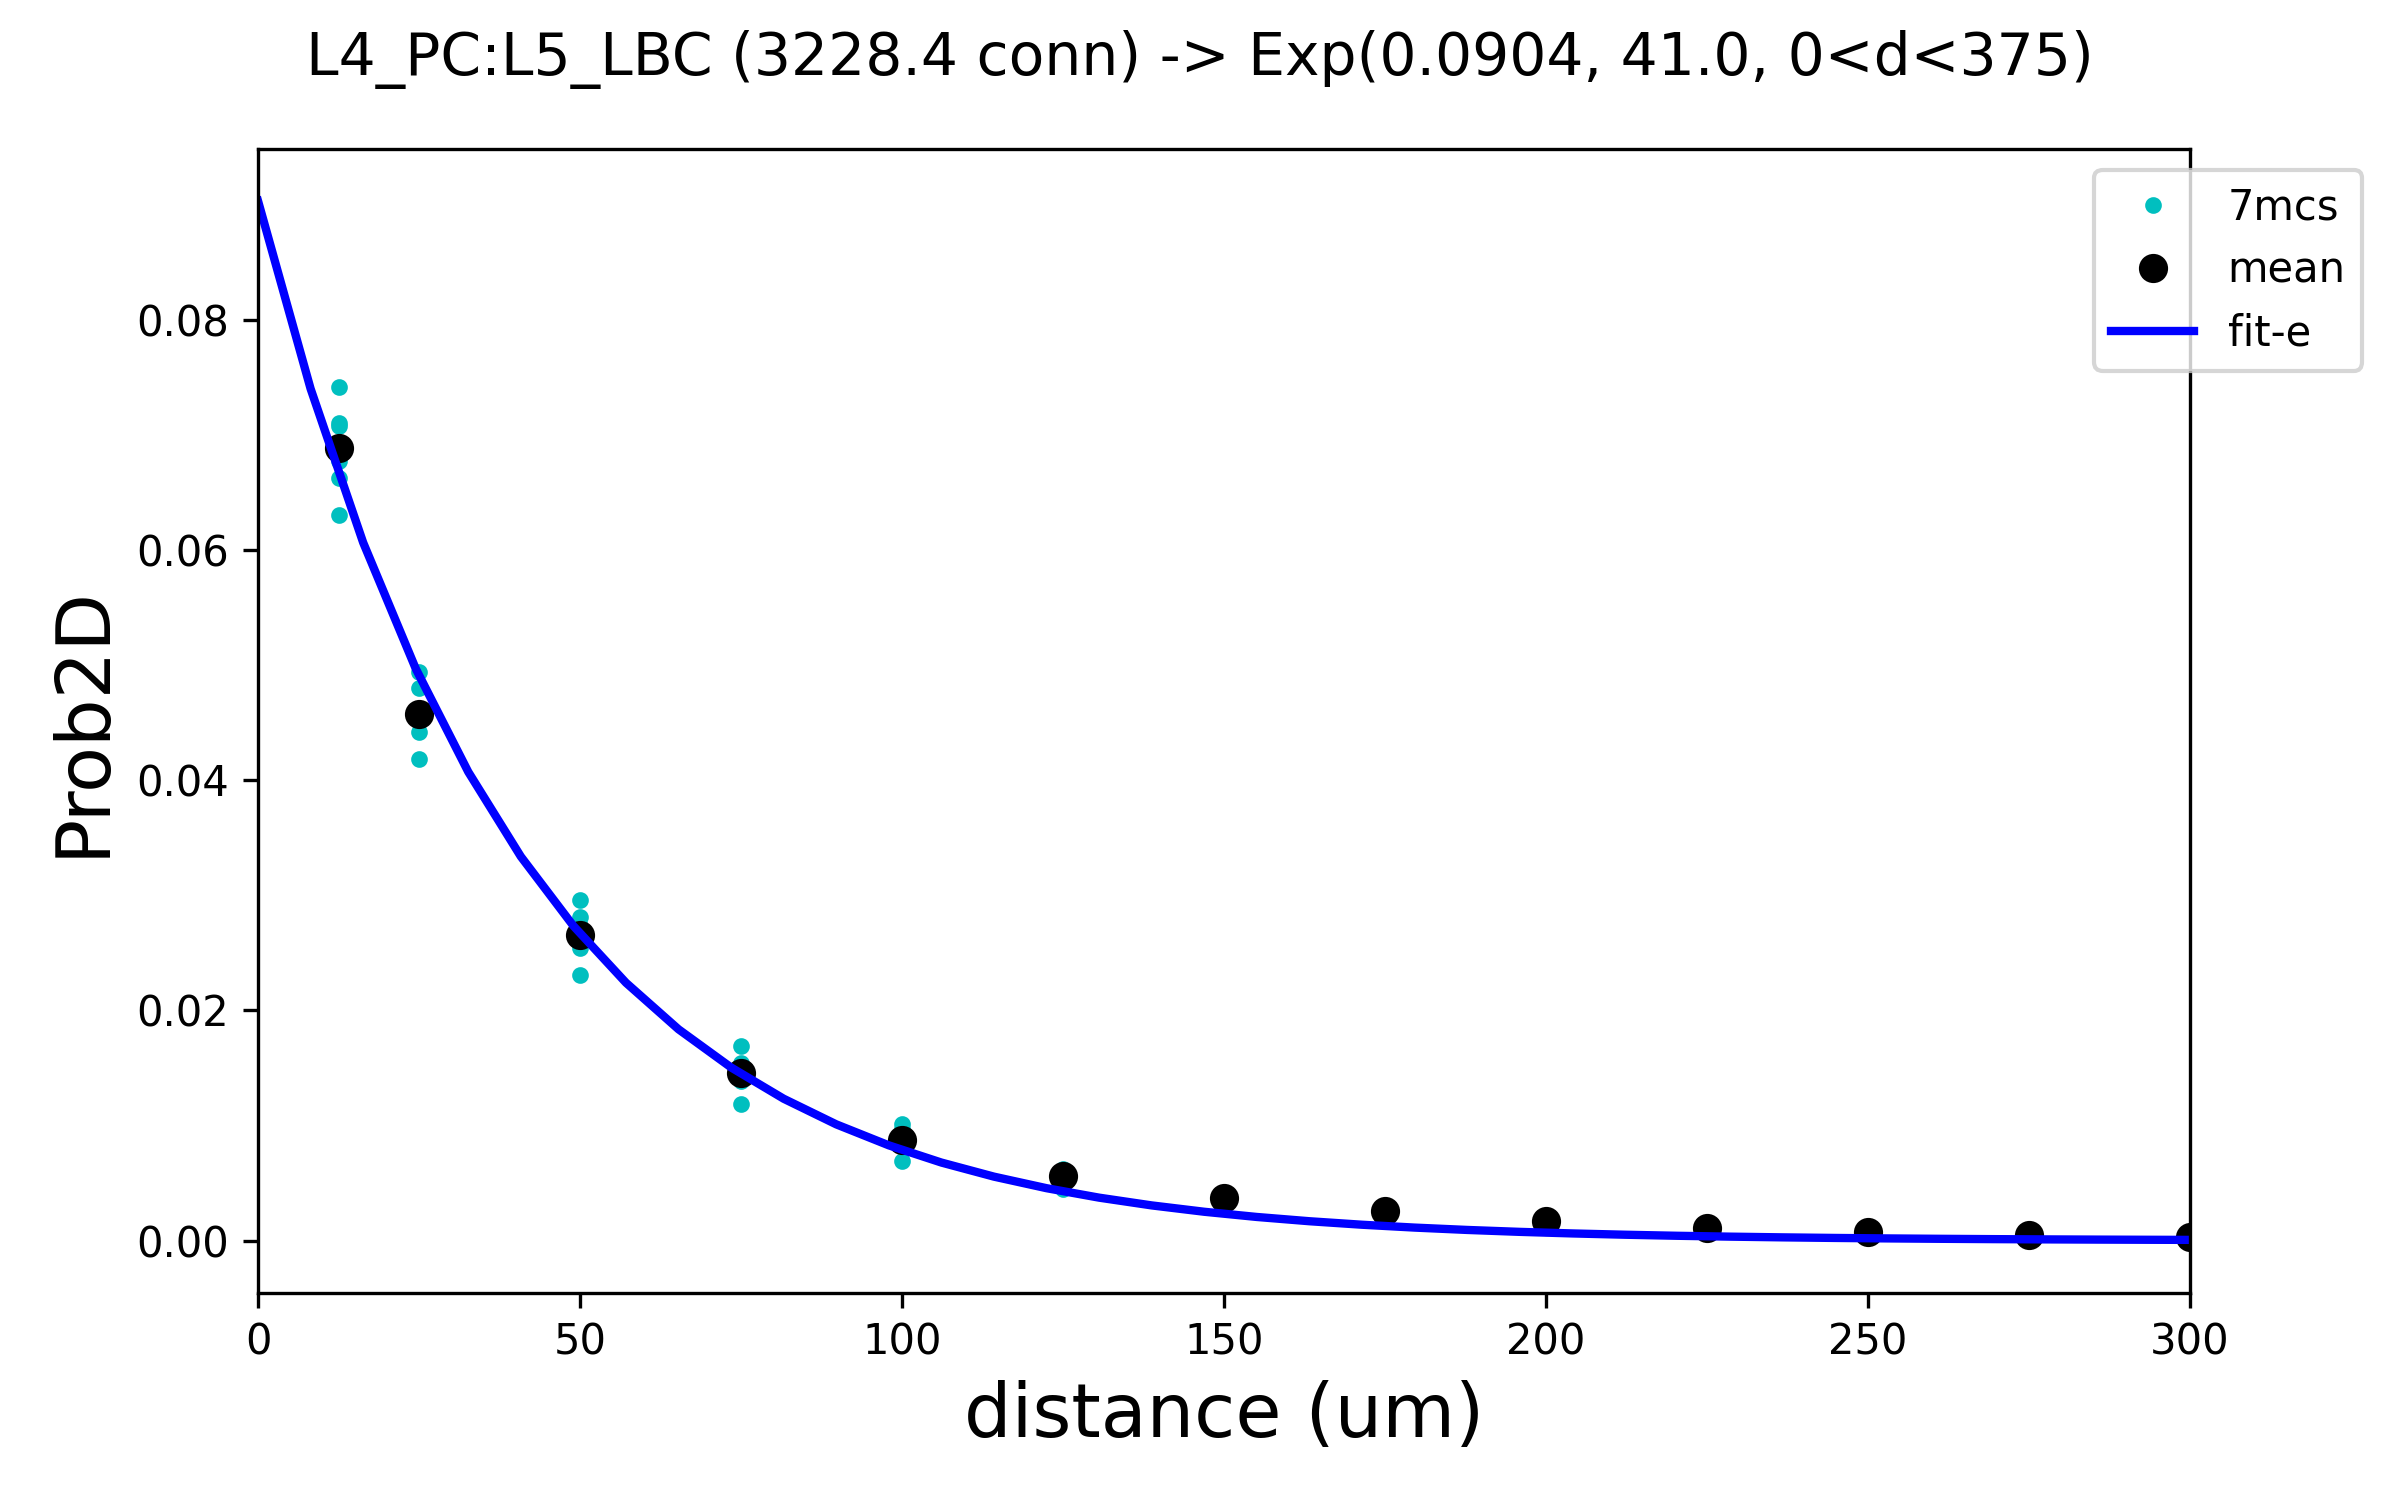 L4_PC:L5_LBC (3228.4 conn) -> Exp(0.0904, 41.0, 0<d<375)
7mcs
mean
fit-e
Prob2D
0.08
0.06
0.04
0.02
0.00
0 50 100 150 200 250 300
distance (um)